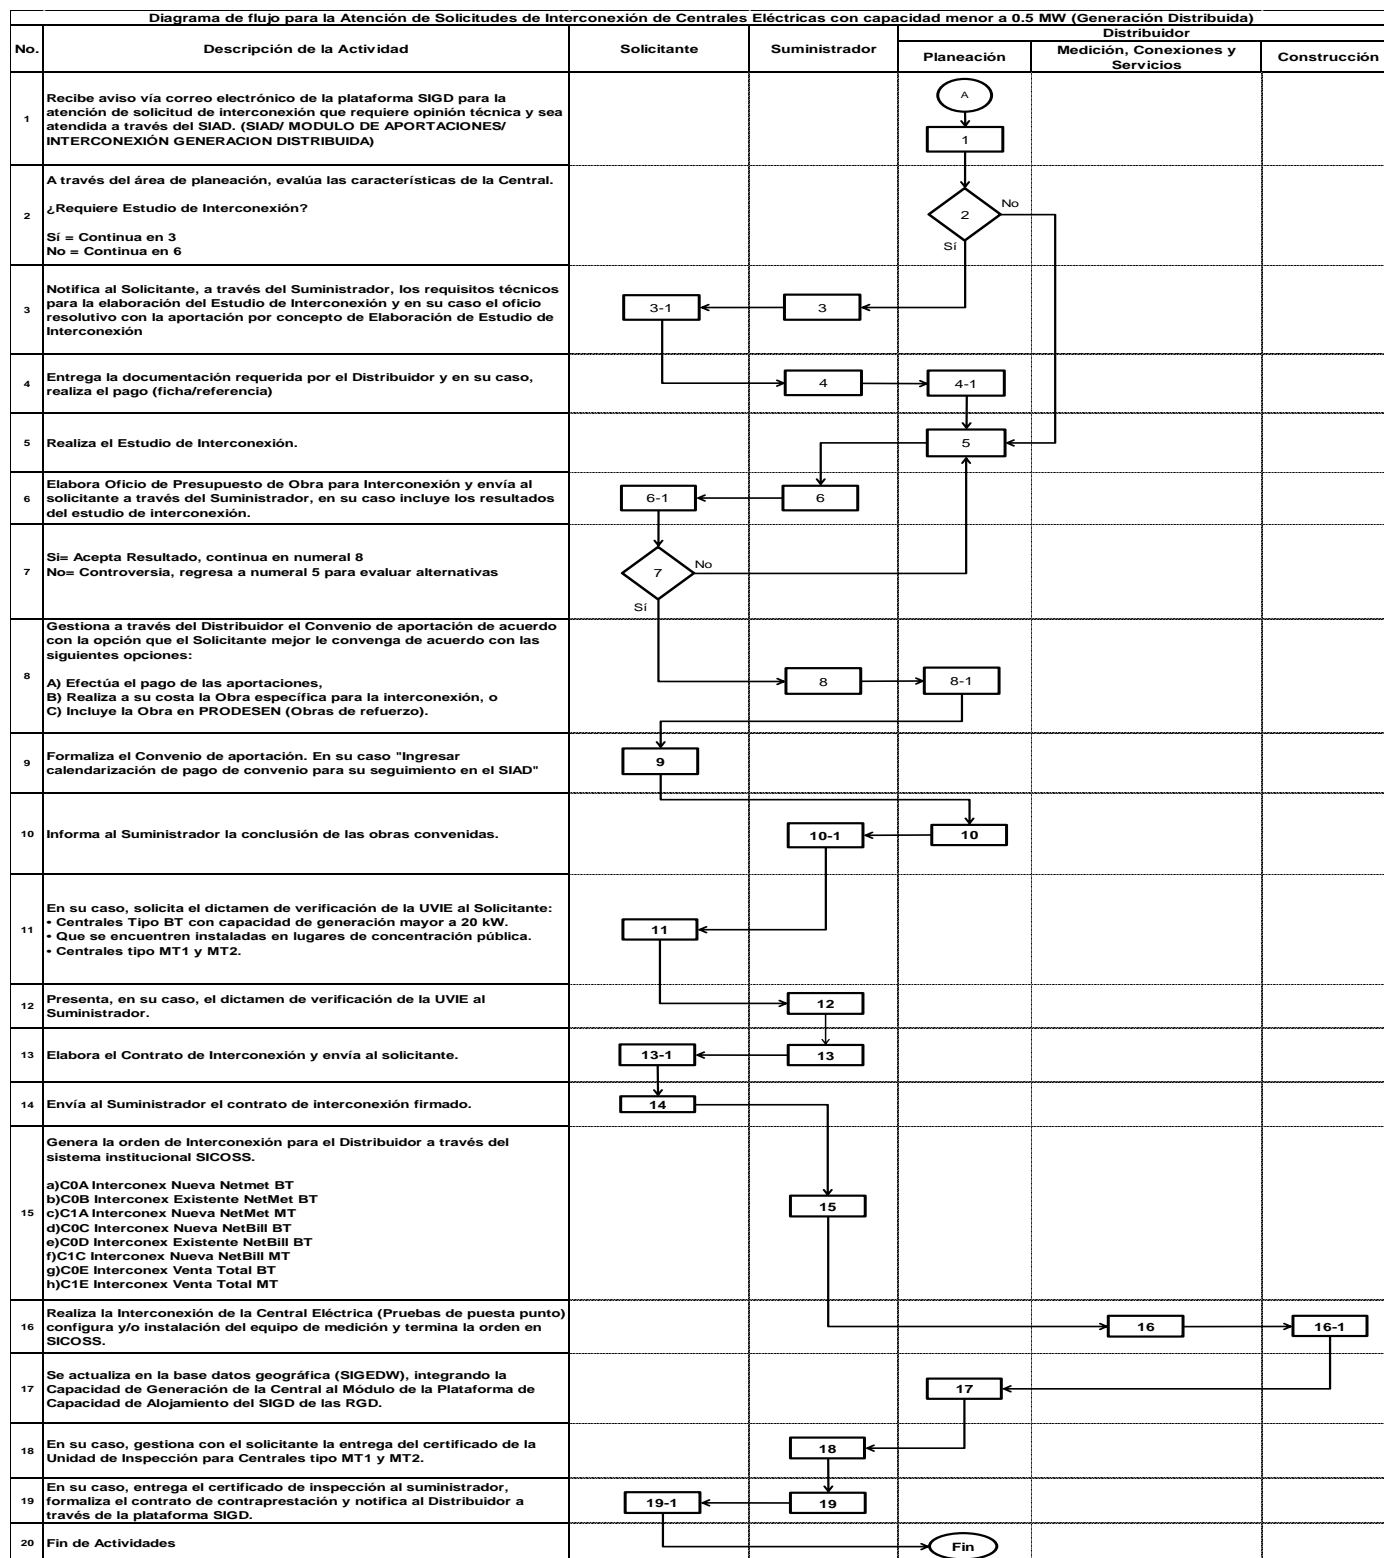 Diagrama de flujo para la Atención de Solicitudes de Interconexión de Centrales Eléctricas con capacidad menor a 0.5 MW (Generación Distribuida)
No.
Descripción de la Actividad
Solicitante
Suministrador
Distribuidor
Planeación
Medición, Conexiones y
Servicios
Construcción
1
Recibe aviso vía correo electrónico de la plataforma SIGD para la
atención de solicitud de interconexión que requiere opinión técnica y sea
atendida a través del SIAD. (SIAD/ MODULO DE APORTACIONES/
INTERCONEXIÓN GENERACION DISTRIBUIDA)
A
1
2
A través del área de planeación, evalúa las características de la Central.
¿Requiere Estudio de Interconexión?
Sí = Continua en 3
No = Continua en 6
2
No
Sí
3
Notifica al Solicitante, a través del Suministrador, los requisitos técnicos
para la elaboración del Estudio de Interconexión y en su caso el oficio
resolutivo con la aportación por concepto de Elaboración de Estudio de
Interconexión
3-1
3
4
Entrega la documentación requerida por el Distribuidor y en su caso,
realiza el pago (ficha/referencia)
4
4-1
5
Realiza el Estudio de Interconexión.
5
6
Elabora Oficio de Presupuesto de Obra para Interconexión y envía al
solicitante a través del Suministrador, en su caso incluye los resultados
del estudio de interconexión.
6-1
6
7
Si= Acepta Resultado, continua en numeral 8
No= Controversia, regresa a numeral 5 para evaluar alternativas
7
No
Sí
8
Gestiona a través del Distribuidor el Convenio de aportación de acuerdo
con la opción que el Solicitante mejor le convenga de acuerdo con las
siguientes opciones:
A) Efectúa el pago de las aportaciones,
B) Realiza a su costa la Obra específica para la interconexión, o
C) Incluye la Obra en PRODESEN (Obras de refuerzo).
8
8-1
9
Formaliza el Convenio de aportación. En su caso "Ingresar
calendarización de pago de convenio para su seguimiento en el SIAD"
9
10
Informa al Suministrador la conclusión de las obras convenidas.
10-1
10
11
En su caso, solicita el dictamen de verificación de la UVIE al Solicitante:
• Centrales Tipo BT con capacidad de generación mayor a 20 kW.
• Que se encuentren instaladas en lugares de concentración pública.
• Centrales tipo MT1 y MT2.
11
12
Presenta, en su caso, el dictamen de verificación de la UVIE al
Suministrador.
12
13
Elabora el Contrato de Interconexión y envía al solicitante.
13-1
13
14
Envía al Suministrador el contrato de interconexión firmado.
14
15
Genera la orden de Interconexión para el Distribuidor a través del
sistema institucional SICOSS.
a)C0A Interconex Nueva Netmet BT
b)C0B Interconex Existente NetMet BT
c)C1A Interconex Nueva NetMet MT
d)C0C Interconex Nueva NetBill BT
e)C0D Interconex Existente NetBill BT
f)C1C Interconex Nueva NetBill MT
g)C0E Interconex Venta Total BT
h)C1E Interconex Venta Total MT
15
16
Realiza la Interconexión de la Central Eléctrica (Pruebas de puesta punto)
configura y/o instalación del equipo de medición y termina la orden en
SICOSS.
16
16-1
17
Se actualiza en la base datos geográfica (SIGEDW), integrando la
Capacidad de Generación de la Central al Módulo de la Plataforma de
Capacidad de Alojamiento del SIGD de las RGD.
17
18
En su caso, gestiona con el solicitante la entrega del certificado de la
Unidad de Inspección para Centrales tipo MT1 y MT2.
18
19
En su caso, entrega el certificado de inspección al suministrador,
formaliza el contrato de contraprestación y notifica al Distribuidor a
través de la plataforma SIGD.
19-1
19
20
Fin de Actividades
Fin